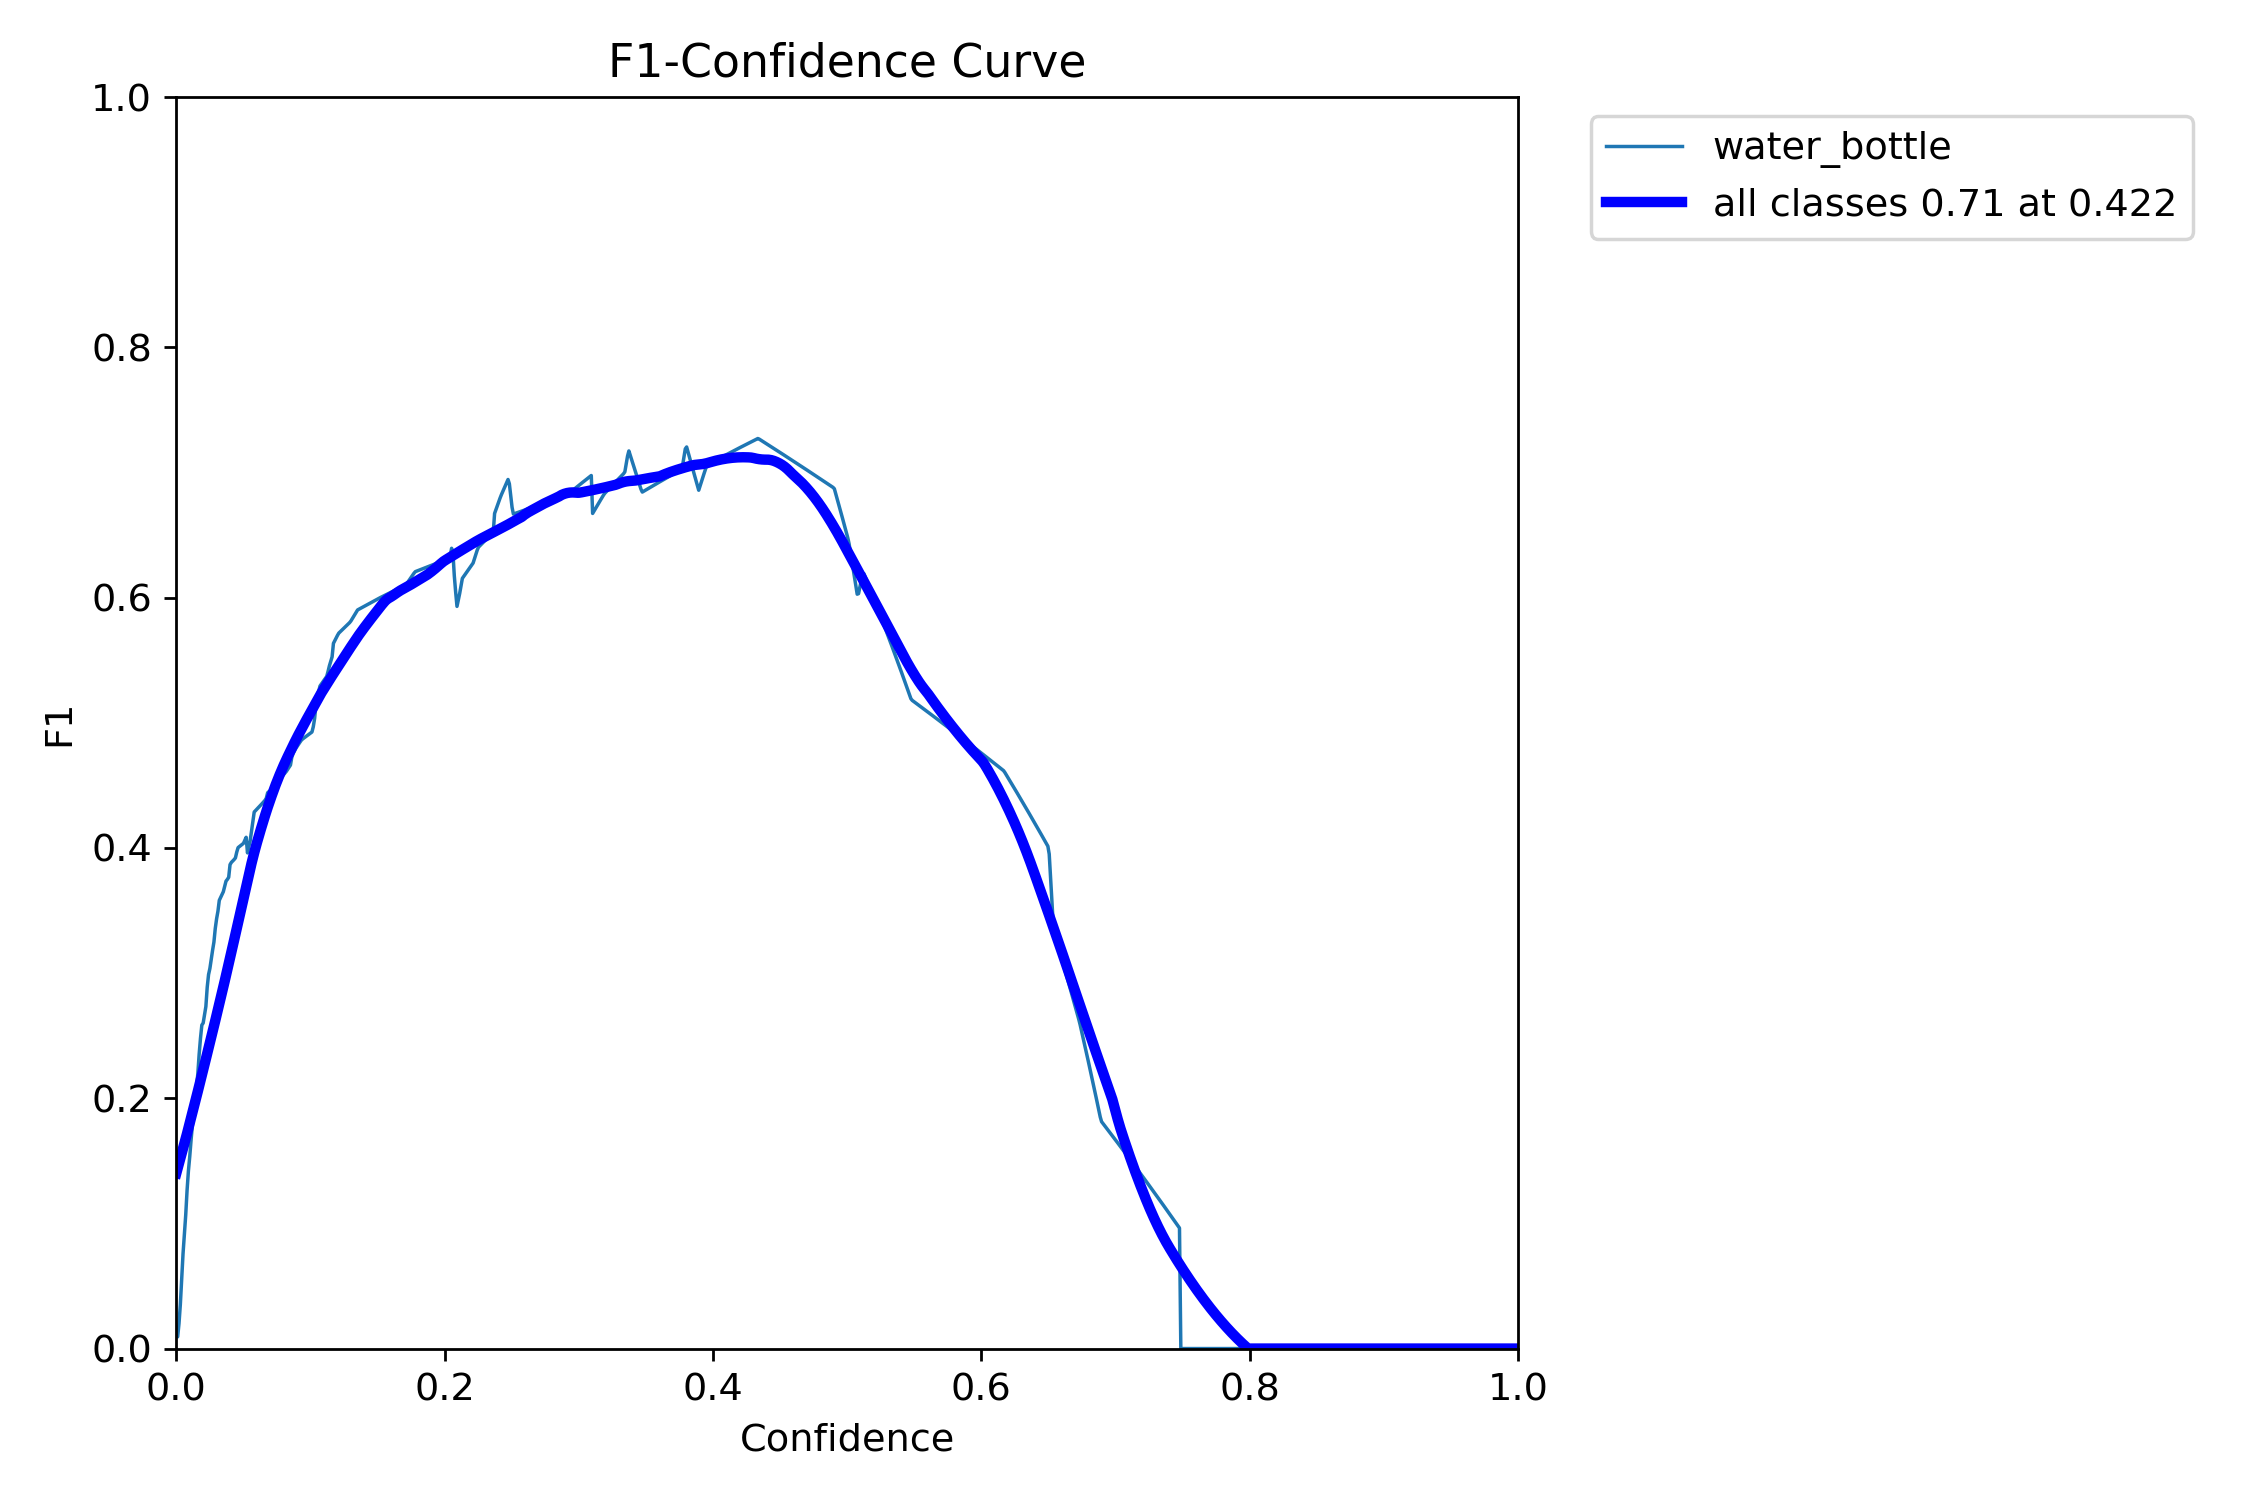 F1-Confidence Curve
1.0
0.8
0.6
0.4
0.2
0.0
F1
0.0 0.2 0.4 0.6 0.8 1.0
Confidence
water_bottle
all classes 0.71 at 0.422